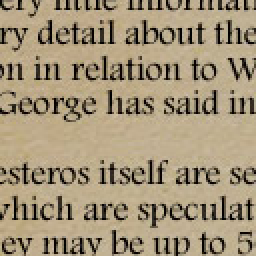 ery little informati
ry detail about the
on in relation to W
George has said in
esteros itself are se
which are speculat
ey may be up to 5